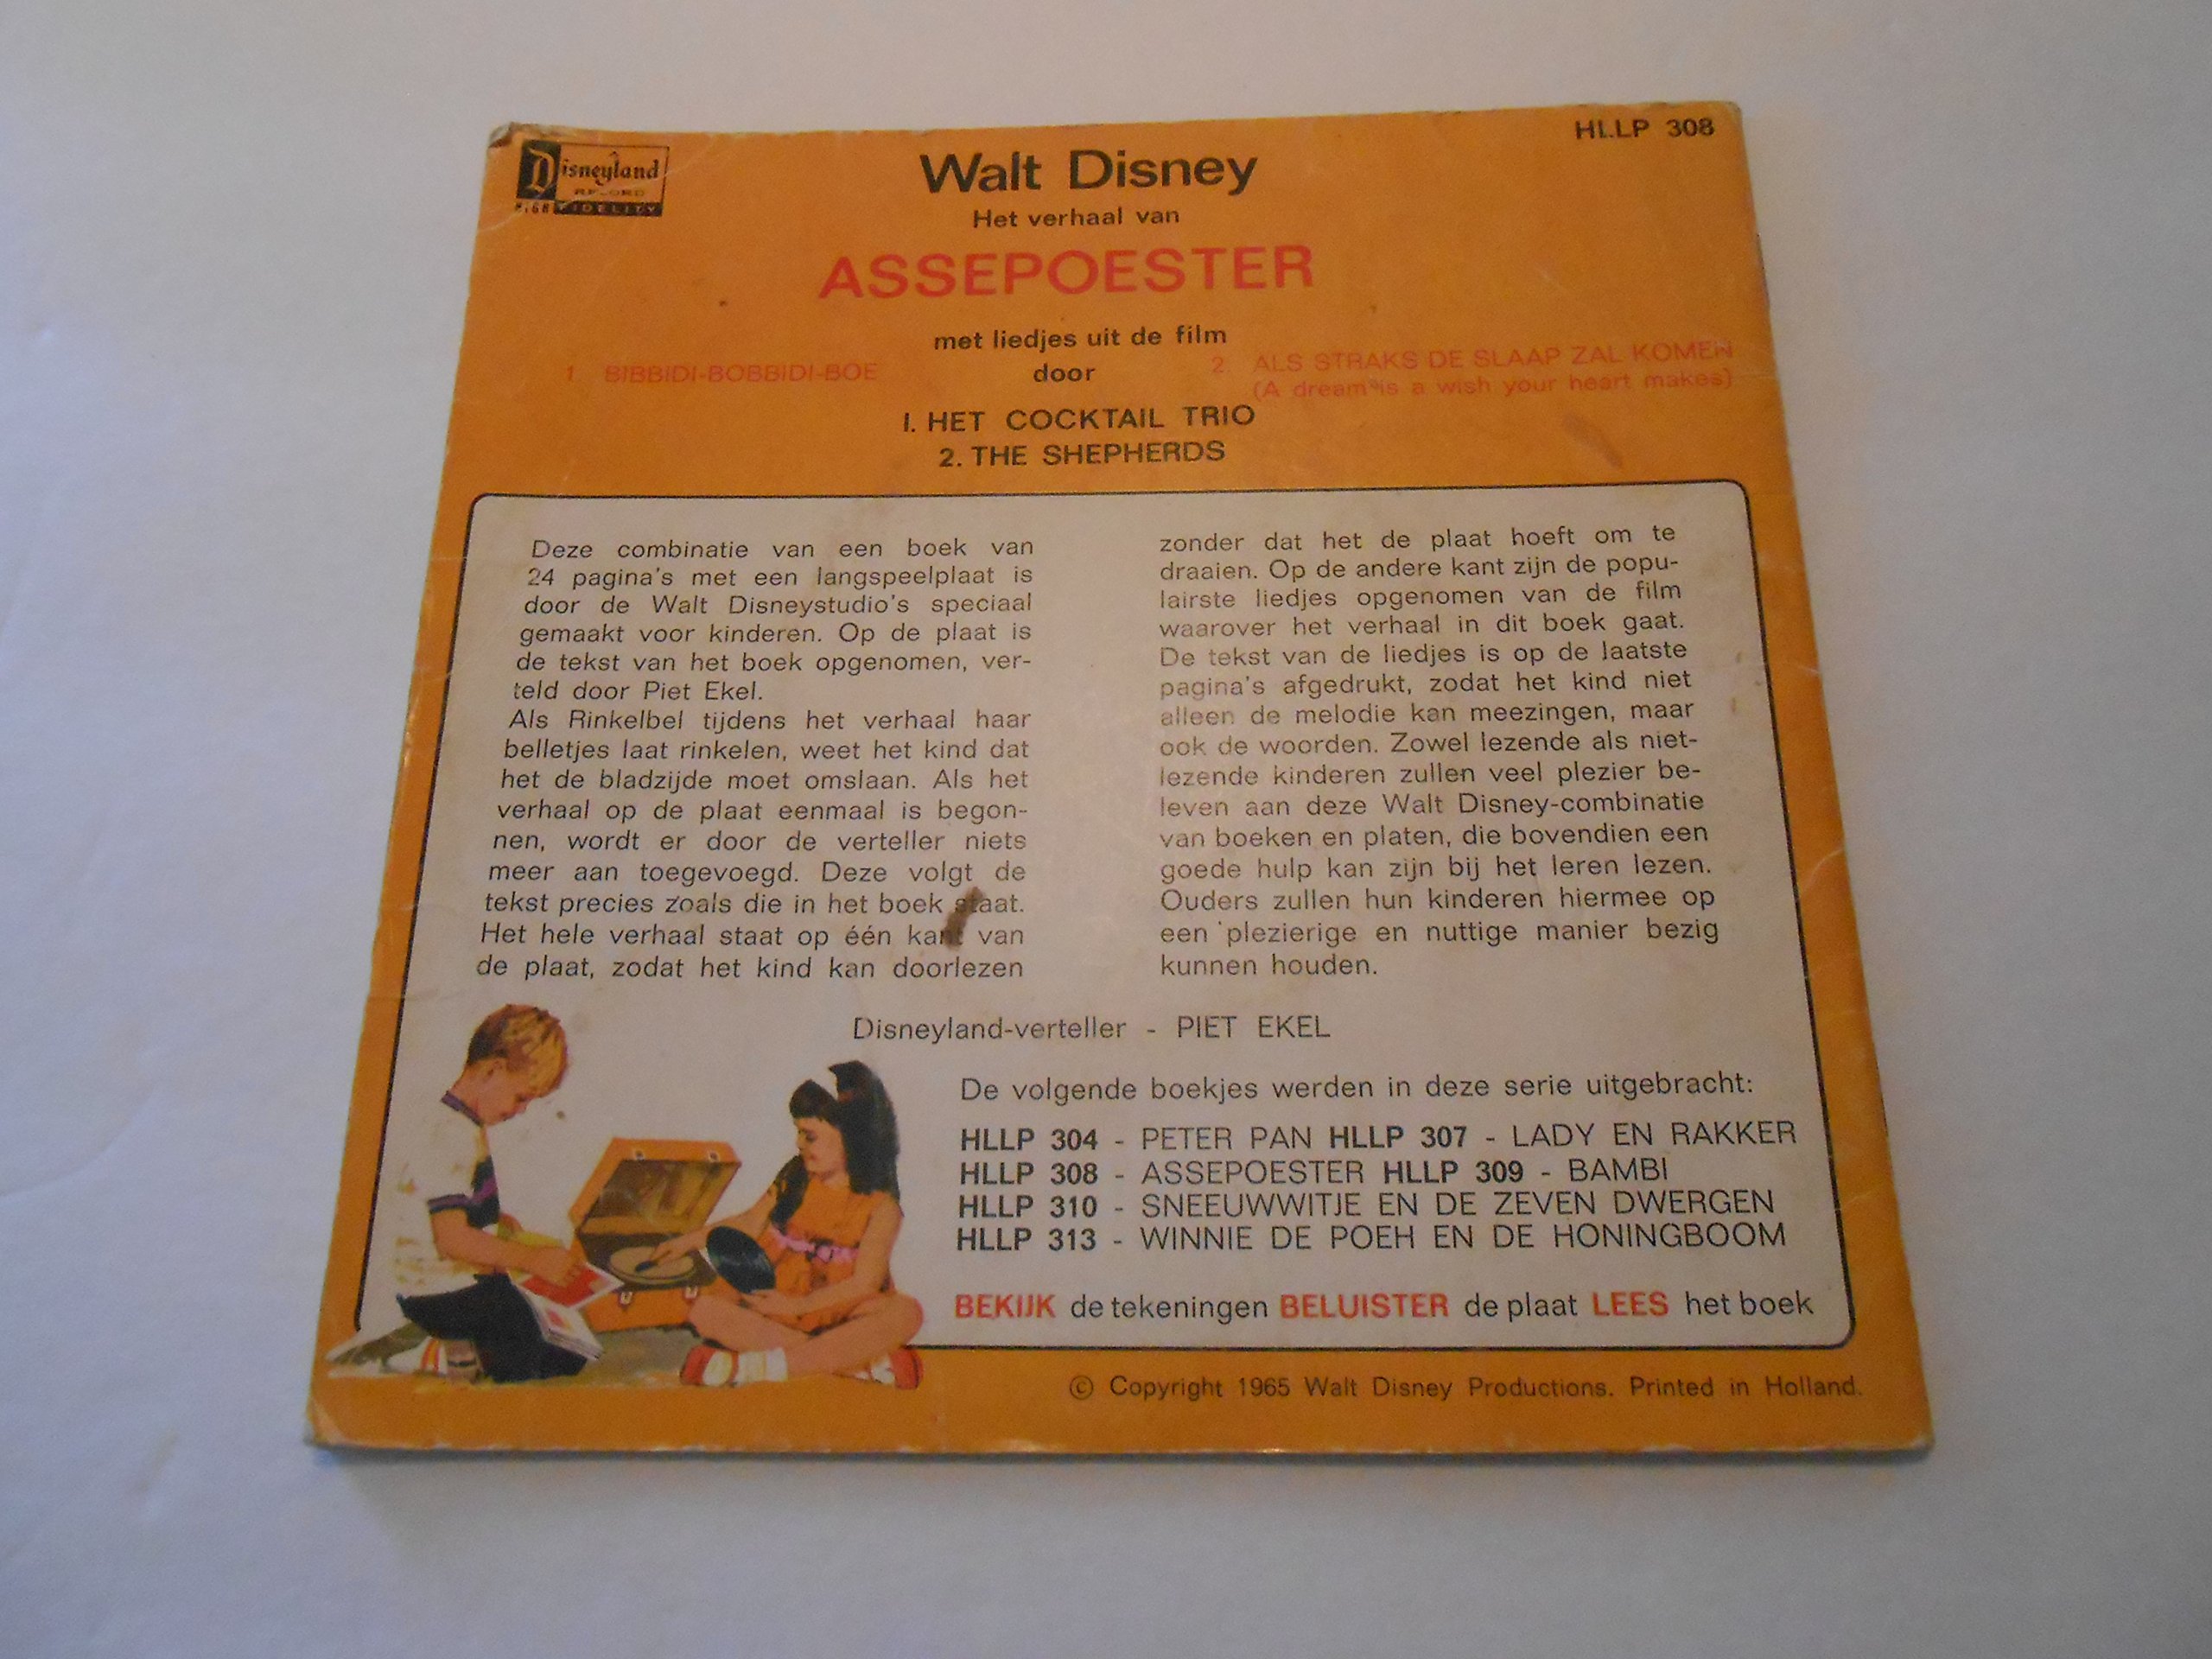 HLLP 308
Disneyland
RECORD
HIGH FIDELITY
Walt Disney
Het verhaal van
ASSEPOESTER
met liedjes uit de film
1. BIBBIDI-BOBBIDI-BOE
door
2. ALS STRAKS DE SLAAP ZAL KOMEN
(A dream is a wish your heart makes)
1. HET COCKTAIL TRIO
2. THE SHEPHERDS
Deze combinatie van een boek van
24 pagina's met een langspeelplaat is
door de Walt Disneystudio's speciaal
gemaakt voor kinderen. Op de plaat is
de tekst van het boek opgenomen, ver-
teld door Piet Ekel.
Als Rinkelbel tijdens het verhaal haar
belletjes laat rinkelen, weet het kind dat
het de bladzijde moet omslaan. Als het
verhaal op de plaat eenmaal is begon-
nen, wordt er door de verteller niets
meer aan toegevoegd. Deze volgt de
tekst precies zoals die in het boek staat.
Het hele verhaal staat op één kant van
de plaat, zodat het kind kan doorlezen
zonder dat het de plaat hoeft om te
draaien. Op de andere kant zijn de popu-
lairste liedjes opgenomen van de film
waarover het verhaal in dit boek gaat.
De tekst van de liedjes is op de laatste
pagina's afgedrukt, zodat het kind niet
alleen de melodie kan meezingen, maar
ook de woorden. Zowel lezende als niet-
lezende kinderen zullen veel plezier be-
leven aan deze Walt Disney-combinatie
van boeken en platen, die bovendien een
goede hulp kan zijn bij het leren lezen.
Ouders zullen hun kinderen hiermee op
een plezierige en nuttige manier bezig
kunnen houden.
Disneyland-verteller - PIET EKEL
De volgende boekjes werden in deze serie uitgebracht:
HLLP 304 - PETER PAN HLLP 307 - LADY EN RAKKER
HLLP 308 - ASSEPOESTER HLLP 309 - BAMBI
HLLP 310 - SNEEUWWITJE EN DE ZEVEN DWERGEN
HLLP 313 - WINNIE DE POEH EN DE HONINGBOOM
BEKIJK de tekeningen BELUISTER de plaat LEES het boek
© Copyright 1965 Walt Disney Productions. Printed in Holland.